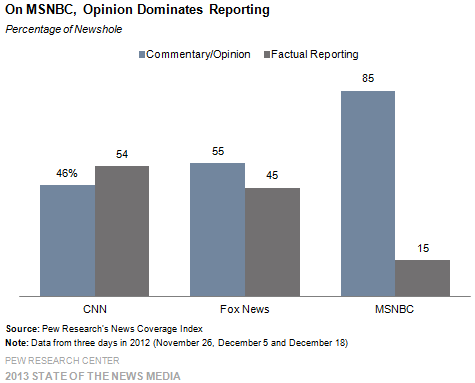 On MSNBC, Opinion Dominates Reporting
Percentage of Newshole
Commentary/Opinion Factual Reporting
46% 54 55 45 85 15
CNN Fox News MSNBC
Source: Pew Research's News Coverage Index
Note: Data from three days in 2012 (November 26, December 5 and December 18)
PEW RESEARCH CENTER
2013 STATE OF THE NEWS MEDIA